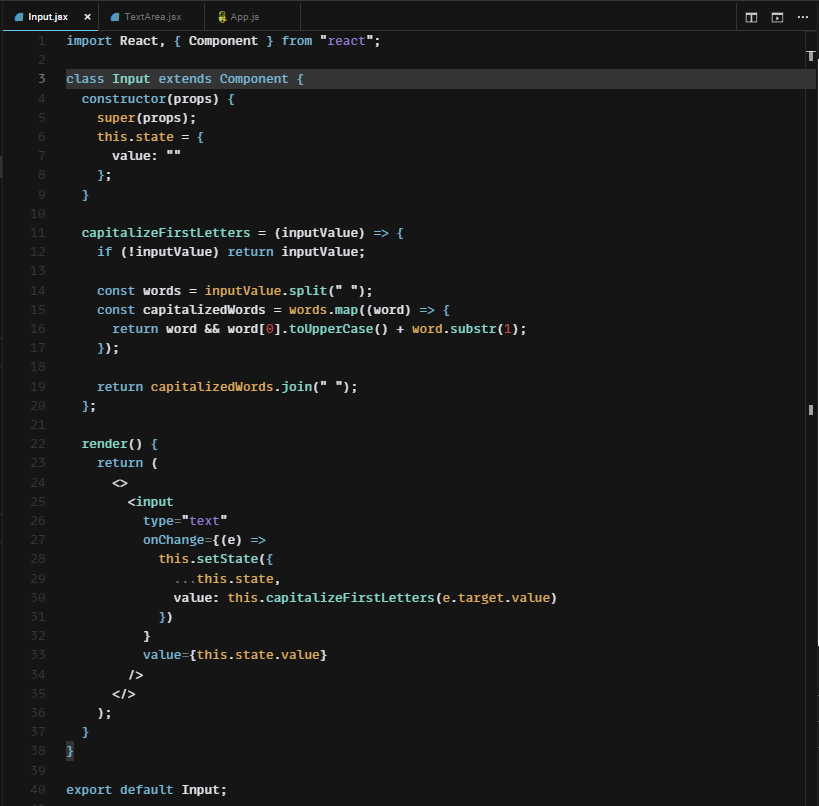 Input.jsx × TextArea.jsx App.js ···
1 import React, { Component } from "react";
2
3 class Input extends Component {
4   constructor(props) {
5     super(props);
6     this.state = {
7       value: ""
8     };
9   }
10
11   capitalizeFirstLetters = (inputValue) => {
12     if (!inputValue) return inputValue;
13
14     const words = inputValue.split(" ");
15     const capitalizedWords = words.map((word) => {
16       return word && word[0].toUpperCase() + word.substr(1);
17     });
18
19     return capitalizedWords.join(" ");
20   };
21
22   render() {
23     return (
24       <>
25         <input
26           type="text"
27           onChange={(e) =>
28             this.setState({
29               ...this.state,
30               value: this.capitalizeFirstLetters(e.target.value)
31             })
32           }
33           value={this.state.value}
34         />
35       </>
36     );
37   }
38 }
39
40 export default Input;